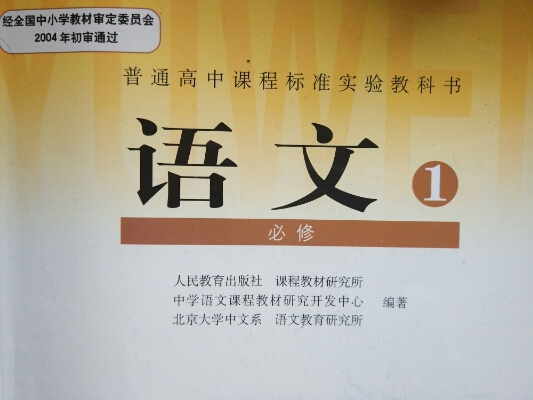 经全国中小学教材审定委员会
2004年初审通过
普通高中课程标准实验教科书
语文 1
必修
人民教育出版社 课程教材研究所
中学语文课程教材研究开发中心 编著
北京大学中文系 语文教育研究所